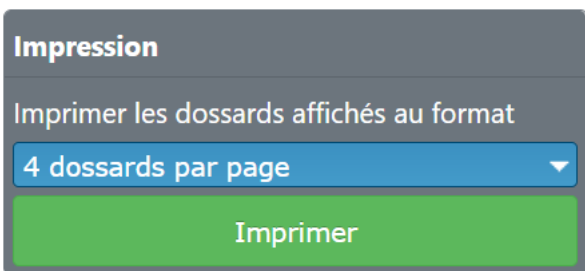 Impression
Imprimer les dossards affichés au format
4 dossards par page
Imprimer